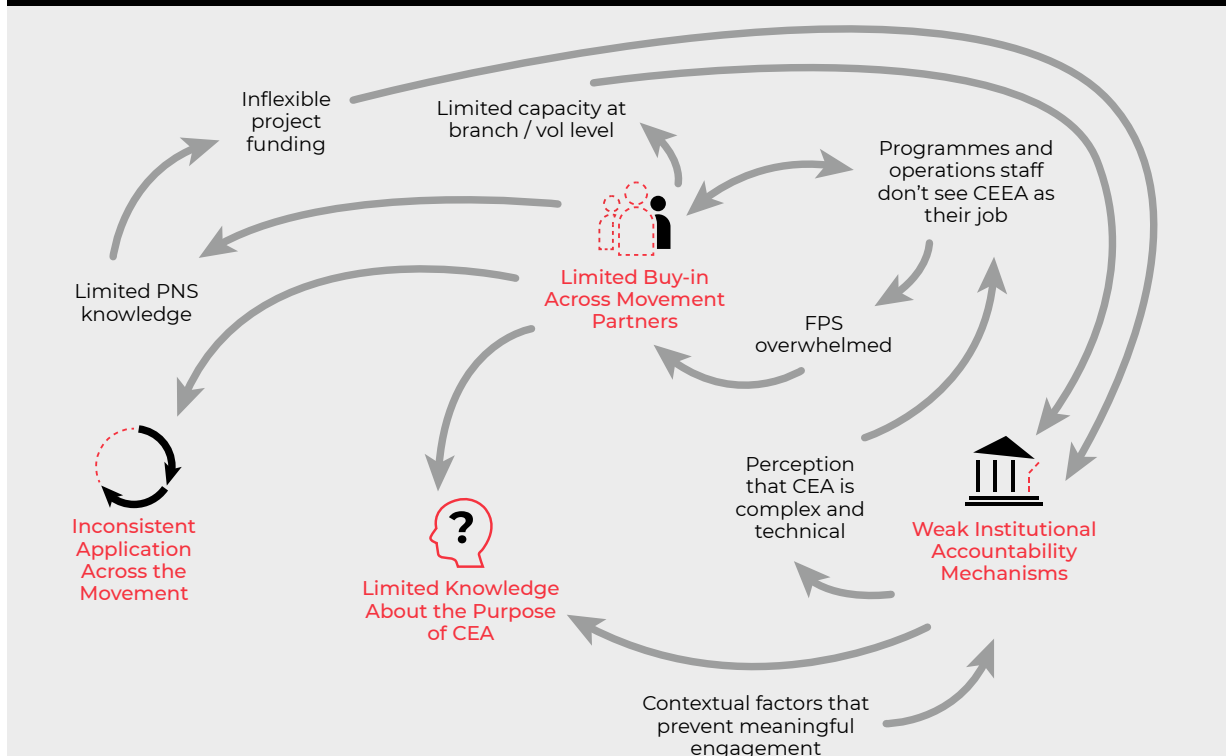 Inflexible
project
funding
Limited capacity at
branch / vol level
Programmes and
operations staff
don't see CEEA as
their job
Limited PNS
knowledge
Limited Buy-in
Across Movement
Partners
FPS
overwhelmed
Inconsistent
Application
Across the
Movement
?
Limited Knowledge
About the Purpose
of CEA
Perception
that CEA is
complex and
technical
Weak Institutional
Accountability
Mechanisms
Contextual factors that
prevent meaningful
engagement